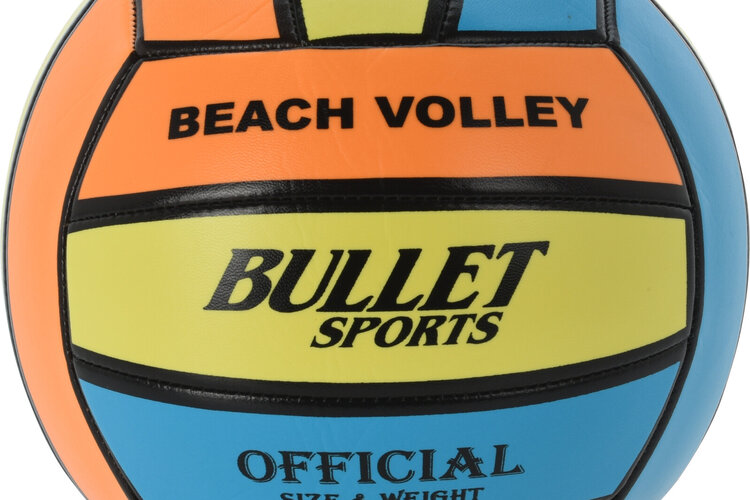 BEACH VOLLEY
BULLET
SPORTS
OFFICIAL
SIZE & WEIGHT